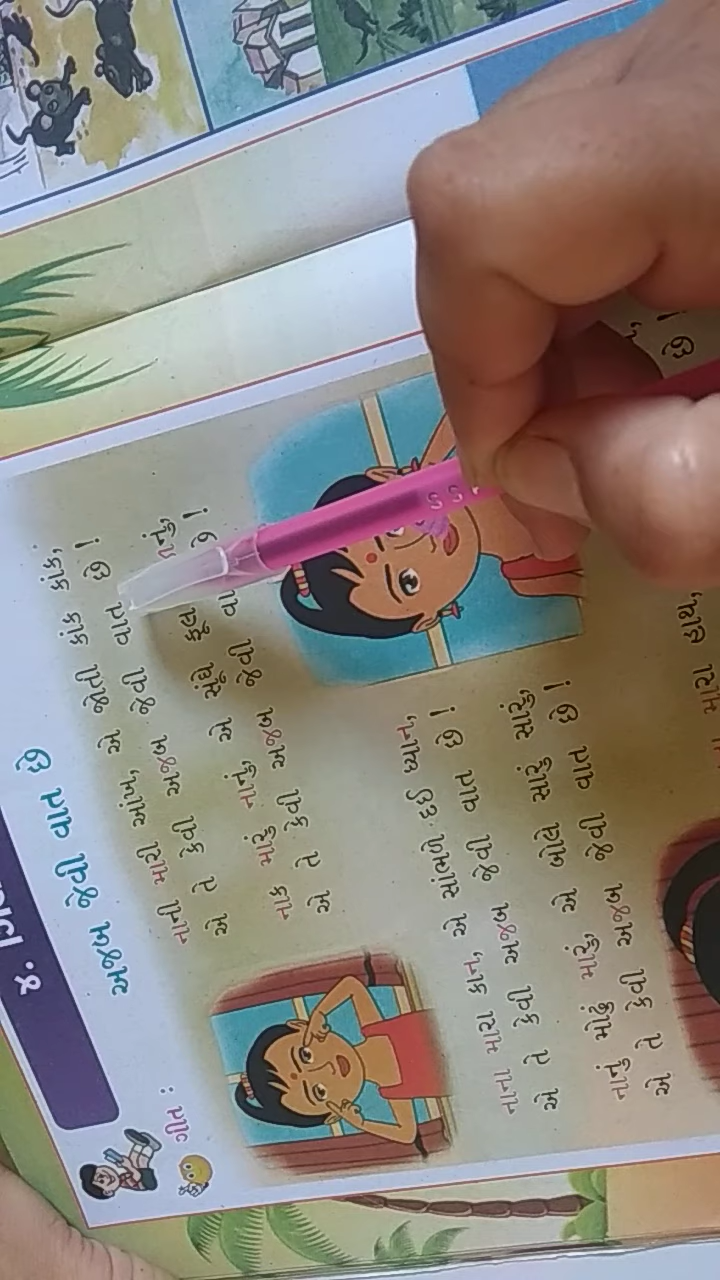 ગીત :
અજબ જેવી વાત છે
નાની મારી આંખ, એ જોતી કાંક કાંક,
એ તે કેવી અજબ જેવી વાત છે !
નાક મારું નાનું, એ સૂંઘે ફૂલ
એ તે કેવી અજબ જેવી વા છે !
નાના મારા કાન, એ સાંભળે દઈ ધ્યાન,
એ તે કેવી અજબ જેવી વાત છે !
નાનું મોઢું મારું, એ બોલે સારું સારું,
એ તે કેવી અજબ જેવી વાત છે !
મારા હાથ,
છે !